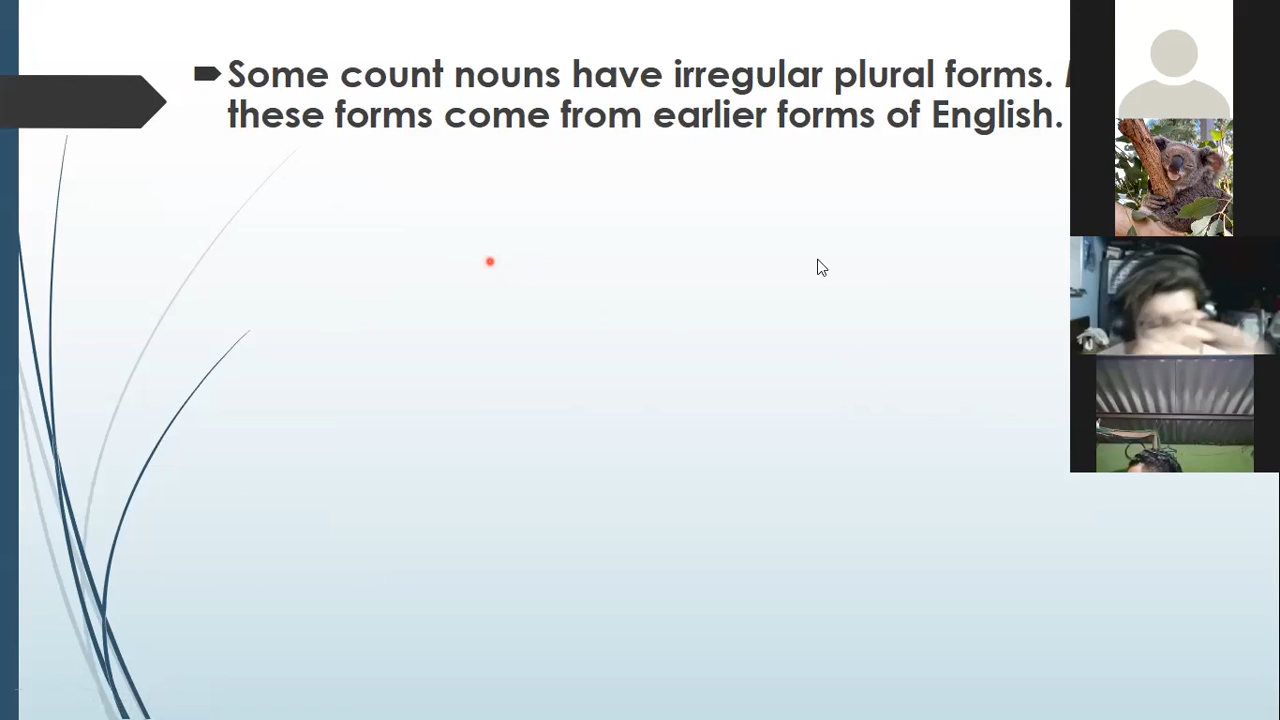 Some count nouns have irregular plural forms.
these forms come from earlier forms of English.